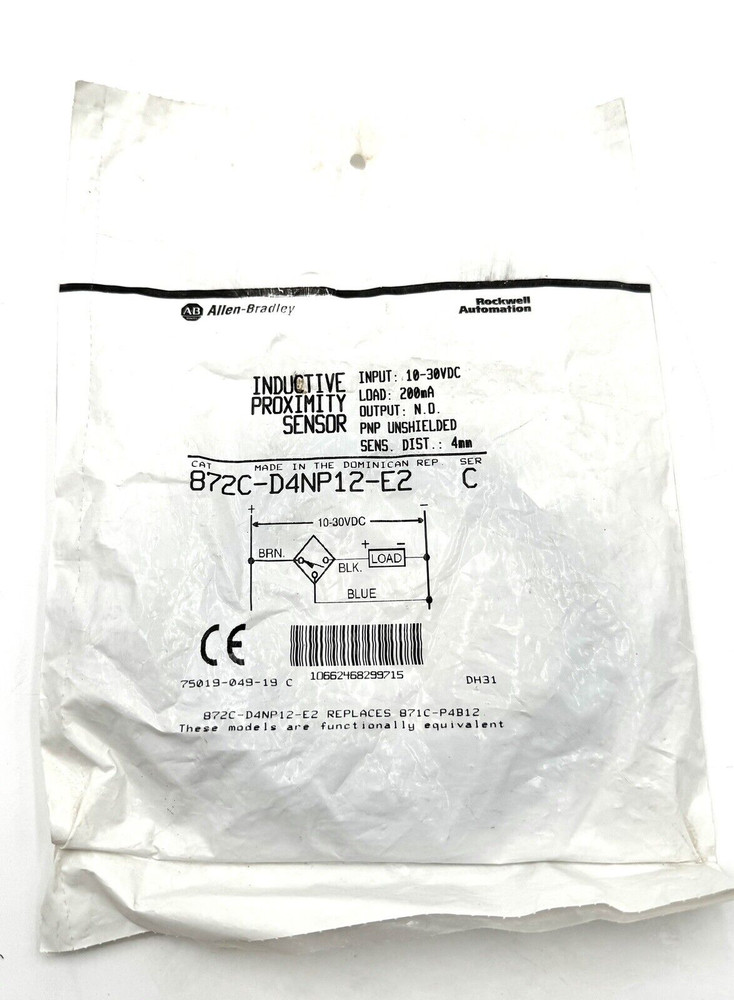 AB Allen-Bradley
Rockwell Automation
INDUCTIVE PROXIMITY SENSOR
INPUT: 10-30VDC
LOAD: 200mA
OUTPUT: N.O.
PNP UNSHIELDED
SENS. DIST.: 4mm
CAT MADE IN THE DOMINICAN REP. SER
872C-D4NP12-E2 C
+ −
10-30VDC
BRN.
+ −
BLK. LOAD
BLUE
CE
10662468299715
75019-049-19 C DH31
872C-D4NP12-E2 REPLACES 871C-P4B12
These models are functionally equivalent